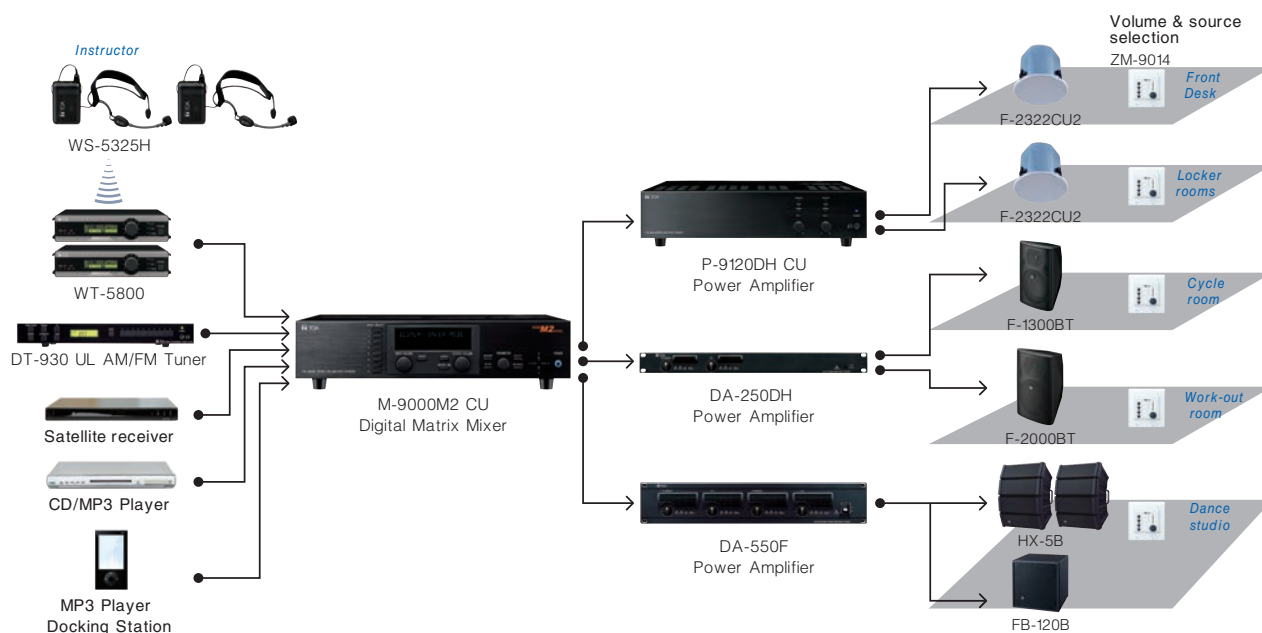 Instructor
WS-5325H
WT-5800
DT-930 UL AM/FM Tuner
Satellite receiver
CD/MP3 Player
MP3 Player
Docking Station
TOA
M2
M-9000M2 CU
Digital Matrix Mixer
P-9120DH CU
Power Amplifier
DA-250DH
Power Amplifier
DA-550F
Power Amplifier
Volume & source
selection
ZM-9014
Front
Desk
F-2322CU2
Locker
rooms
F-2322CU2
Cycle
room
F-1300BT
Work-out
room
F-2000BT
Dance
studio
HX-5B
FB-120B